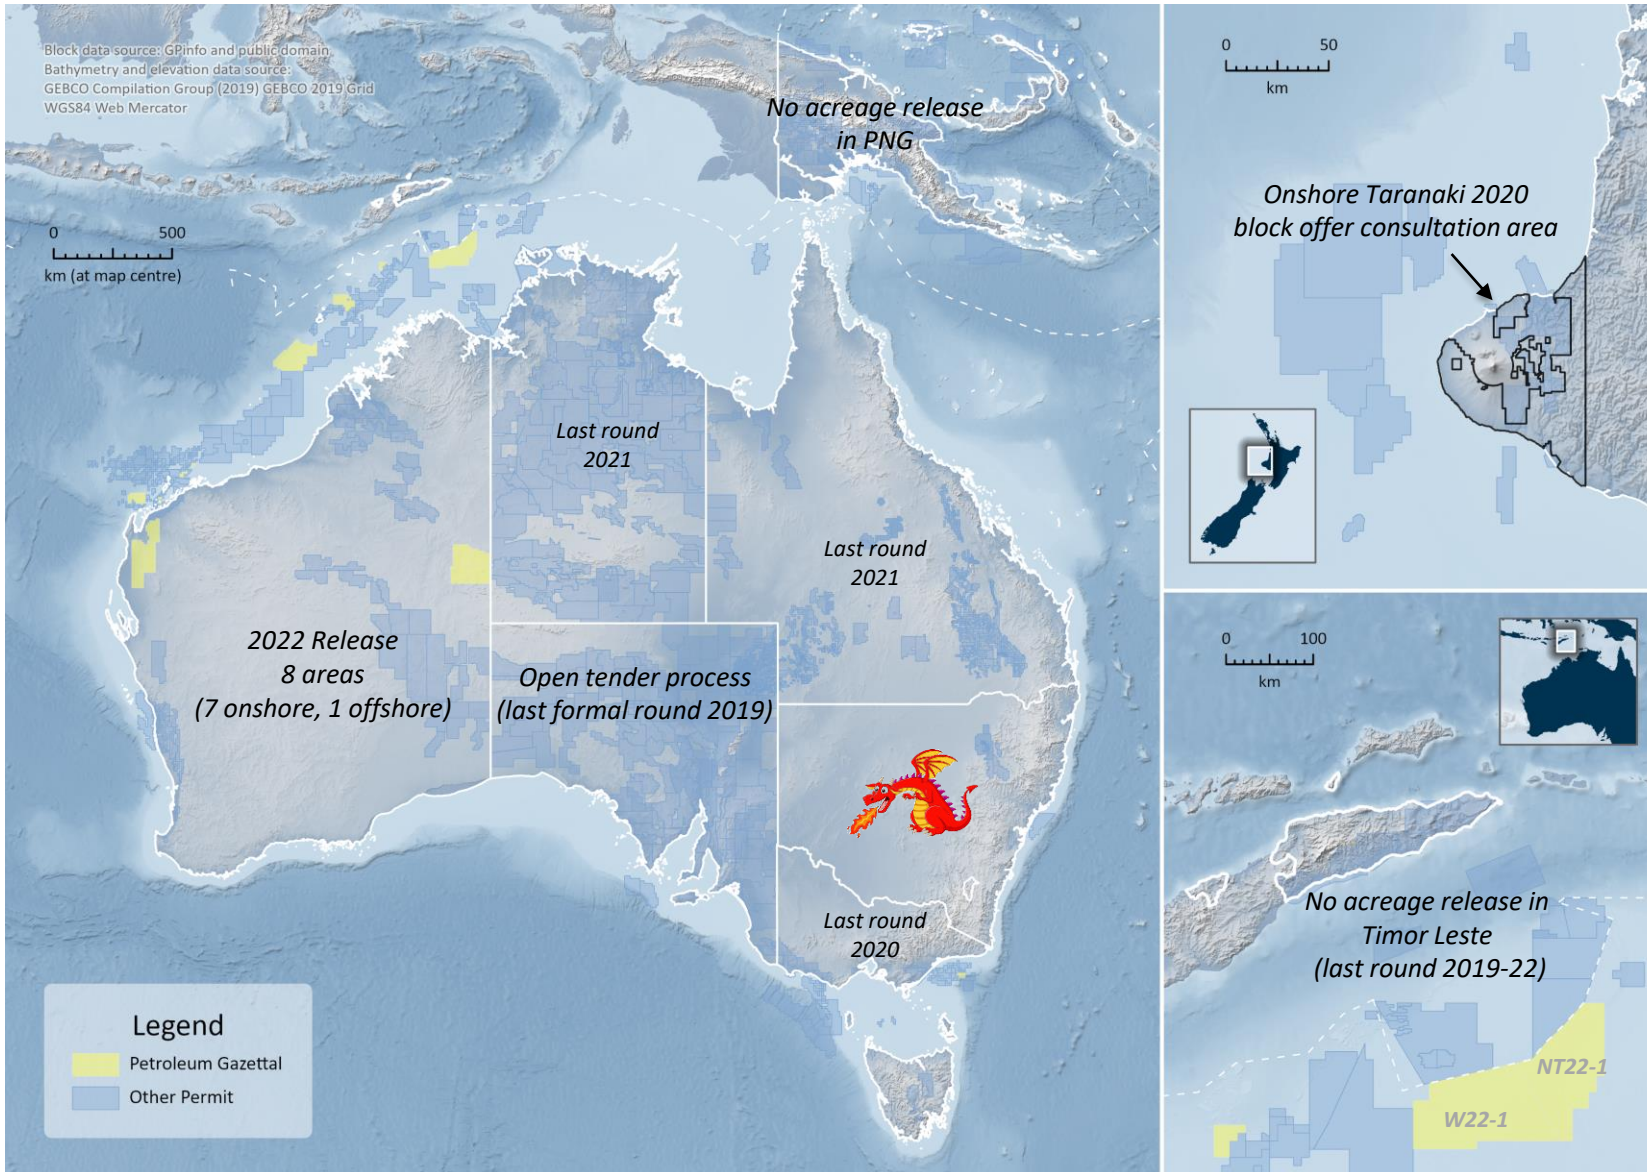 Block data source: GPinfo and public domain
Bathymetry and elevation data source:
GEBCO Compilation Group (2019) GEBCO 2019 Grid
WGS84 Web Mercator
No acreage release
in PNG
0 500
km (at map centre)
Last round
2021
Last round
2021
2022 Release
8 areas
(7 onshore, 1 offshore)
Open tender process
(last formal round 2019)
Last round
2020
Legend
Petroleum Gazettal
Other Permit
0 50
km
Onshore Taranaki 2020
block offer consultation area
0 100
km
No acreage release in
Timor Leste
(last round 2019-22)
NT22-1
W22-1